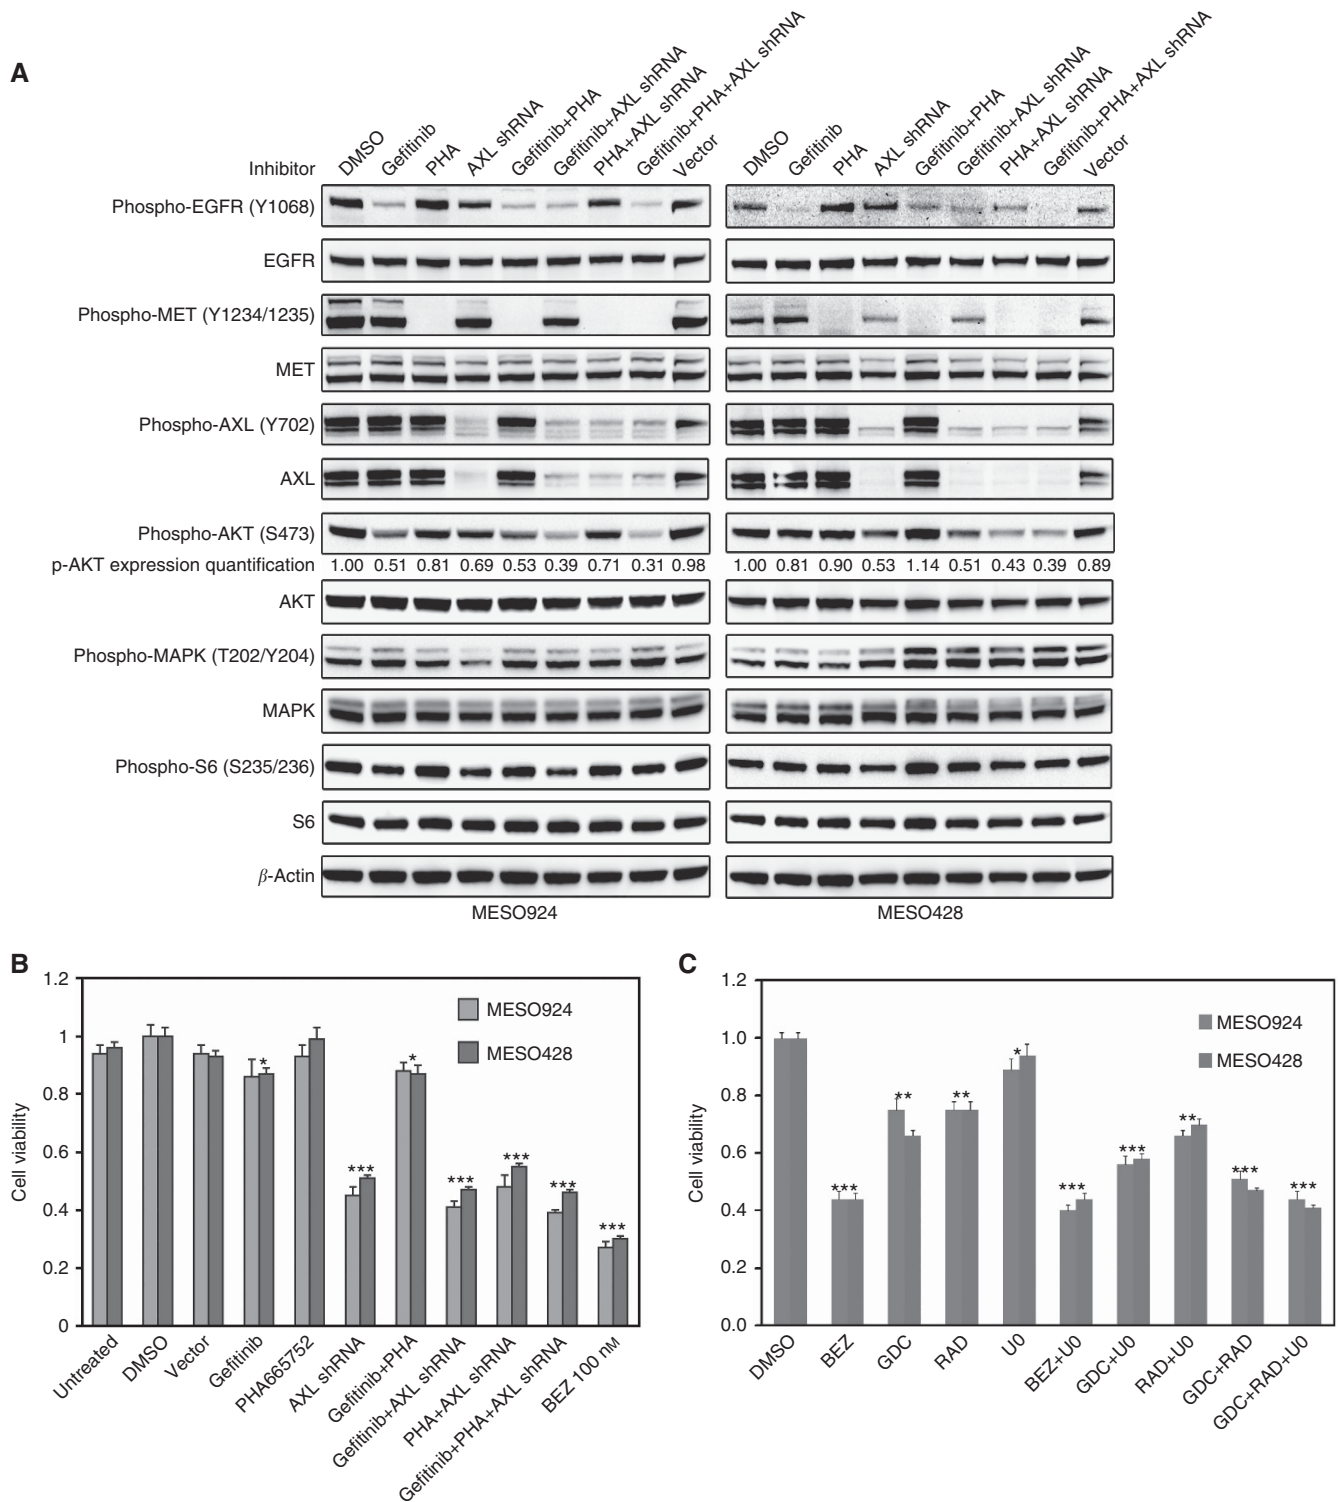 A
Inhibitor
DMSO
Gefitinib
PHA
AXL shRNA
Gefitinib+PHA
Gefitinib+AXL shRNA
PHA+AXL shRNA
Gefitinib+PHA+AXL shRNA
Vector
DMSO
Gefitinib
PHA
AXL shRNA
Gefitinib+PHA
Gefitinib+AXL shRNA
PHA+AXL shRNA
Gefitinib+PHA+AXL shRNA
Vector
Phospho-EGFR (Y1068)
EGFR
Phospho-MET (Y1234/1235)
MET
Phospho-AXL (Y702)
AXL
Phospho-AKT (S473)
p-AKT expression quantification 1.00 0.51 0.81 0.69 0.53 0.39 0.71 0.31 0.98 1.00 0.81 0.90 0.53 1.14 0.51 0.43 0.39 0.89
AKT
Phospho-MAPK (T202/Y204)
MAPK
Phospho-S6 (S235/236)
S6
β-Actin
MESO924 MESO428
B
Cell viability
1.2
1
0.8
0.6
0.4
0.2
0
MESO924
MESO428
*
***
*
***
***
***
***
Untreated
DMSO
Vector
Gefitinib
PHA665752
AXL shRNA
Gefitinib+PHA
Gefitinib+AXL shRNA
PHA+AXL shRNA
Gefitinib+PHA+AXL shRNA
BEZ 100 nM
C
Cell viability
1.2
1.0
0.8
0.6
0.4
0.2
0.0
MESO924
MESO428
***
**
**
*
***
***
**
***
***
DMSO
BEZ
GDC
RAD
U0
BEZ+U0
GDC+U0
RAD+U0
GDC+RAD
GDC+RAD+U0